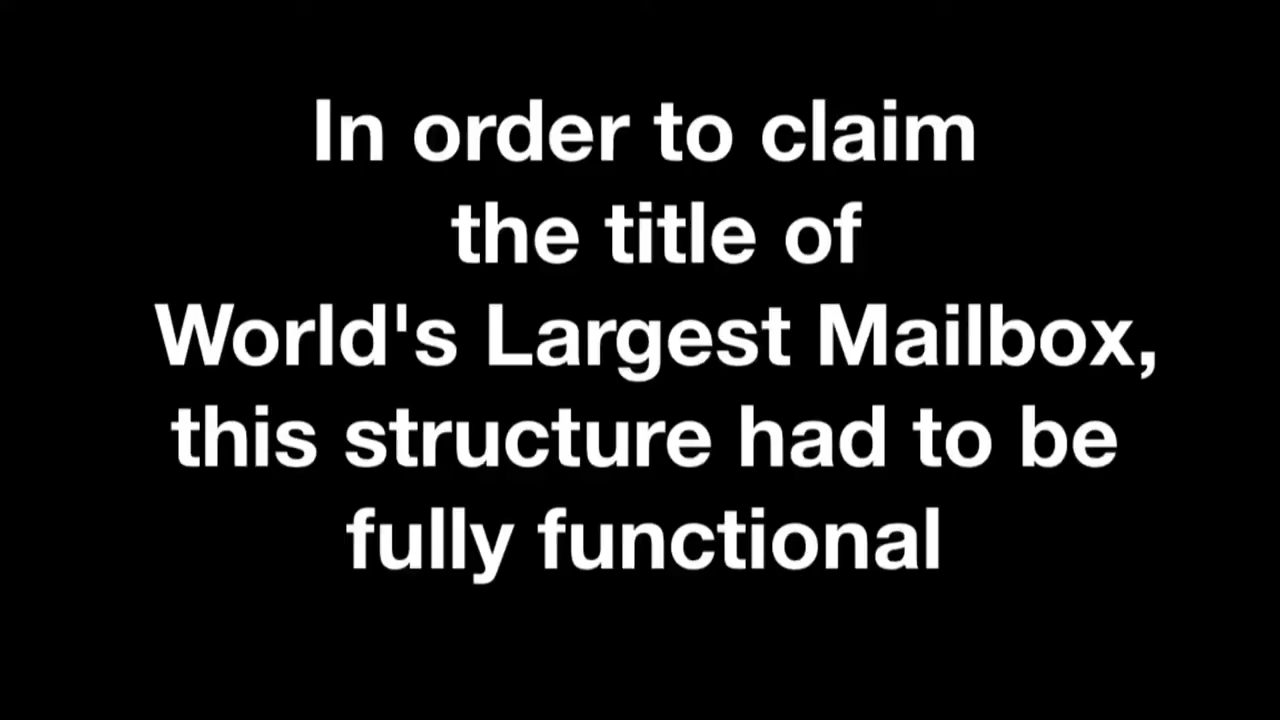 In order to claim
the title of
World's Largest Mailbox,
this structure had to be
fully functional